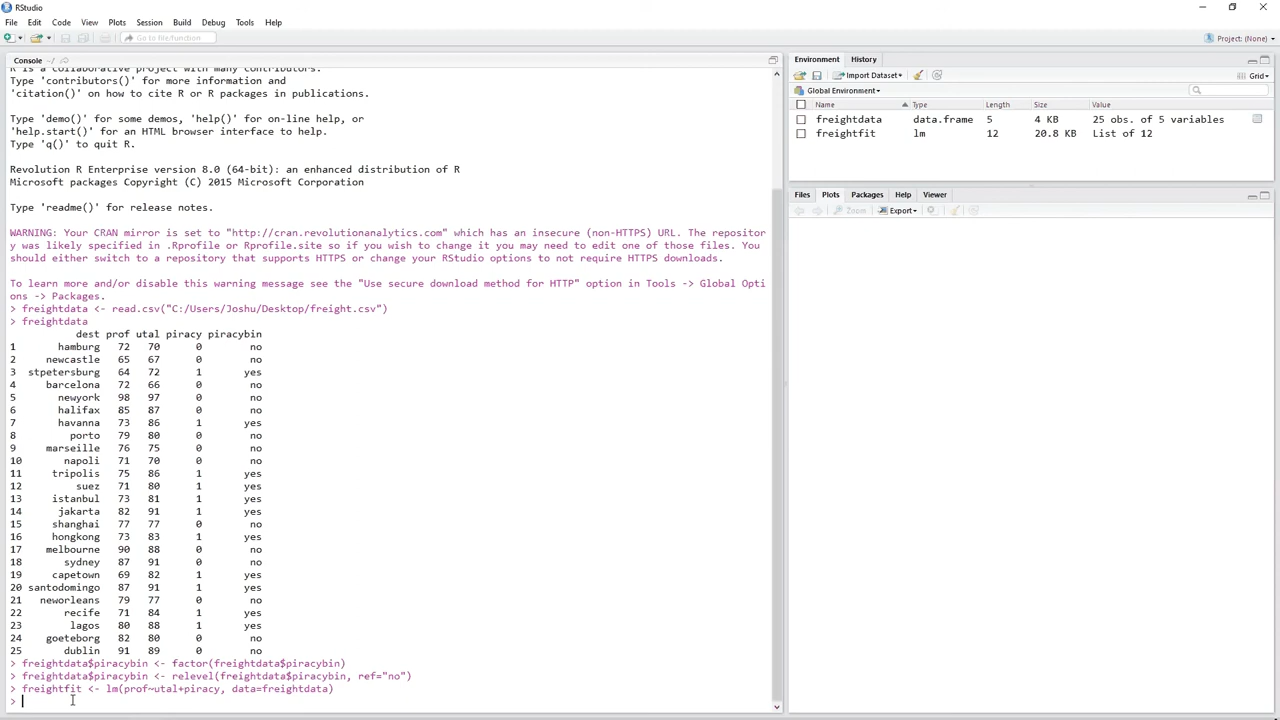 RStudio
File Edit Code View Plots Session Build Debug Tools Help
Go to file/function
Project: (None)
Console ~/
R is a collaborative project with many contributors.
Type 'contributors()' for more information and
'citation()' on how to cite R or R packages in publications.
Type 'demo()' for some demos, 'help()' for on-line help, or
'help.start()' for an HTML browser interface to help.
Type 'q()' to quit R.
Revolution R Enterprise version 8.0 (64-bit): an enhanced distribution of R
Microsoft packages Copyright (C) 2015 Microsoft Corporation
Type 'readme()' for release notes.
WARNING: Your CRAN mirror is set to "http://cran.revolutionanalytics.com" which has an insecure (non-HTTPS) URL. The repositor
y was likely specified in .Rprofile or Rprofile.site so if you wish to change it you may need to edit one of those files. You
should either switch to a repository that supports HTTPS or change your RStudio options to not require HTTPS downloads.
To learn more and/or disable this warning message see the "Use secure download method for HTTP" option in Tools -> Global Opti
ons -> Packages.
> freightdata <- read.csv("C:/Users/Joshu/Desktop/freight.csv")
> freightdata
dest prof utal piracy piracybin
1 hamburg 72 70 0 no
2 newcastle 65 67 0 no
3 stpetersburg 64 72 1 yes
4 barcelona 72 66 0 no
5 newyork 98 97 0 no
6 halifax 85 87 0 no
7 havanna 73 86 1 yes
8 porto 79 80 0 no
9 marseille 76 75 0 no
10 napoli 71 70 0 no
11 tripolis 75 86 1 yes
12 suez 71 80 1 yes
13 istanbul 73 81 1 yes
14 jakarta 82 91 1 yes
15 shanghai 77 77 0 no
16 hongkong 73 83 1 yes
17 melbourne 90 88 0 no
18 sydney 87 91 0 no
19 capetown 69 82 1 yes
20 santodomingo 87 91 1 yes
21 neworleans 79 77 0 no
22 recife 71 84 1 yes
23 lagos 80 88 1 yes
24 goeteborg 82 80 0 no
25 dublin 91 89 0 no
> freightdata$piracybin <- factor(freightdata$piracybin)
> freightdata$piracybin <- relevel(freightdata$piracybin, ref="no")
> freightfit <- lm(prof~utal+piracy, data=freightdata)
>
Environment History
Import Dataset Grid
Global Environment
Name Type Length Size Value
freightdata data.frame 5 4 KB 25 obs. of 5 variables
freightfit lm 12 20.8 KB List of 12
Files Plots Packages Help Viewer
Zoom Export